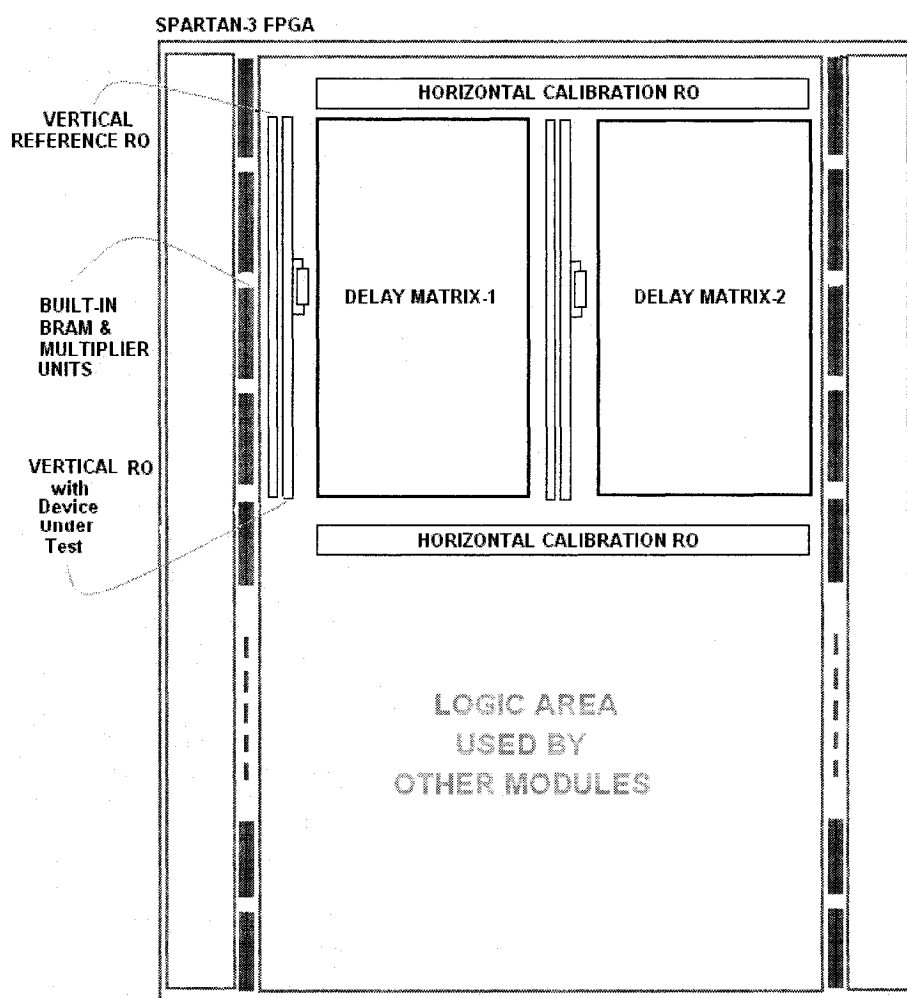 SPARTAN-3 FPGA
HORIZONTAL CALIBRATION RO
VERTICAL
REFERENCE RO
DELAY MATRIX-1
DELAY MATRIX-2
BUILT-IN
BRAM &
MULTIPLIER
UNITS
VERTICAL RO
with
Device
Under
Test
HORIZONTAL CALIBRATION RO
LOGIC AREA
USED BY
OTHER MODULES